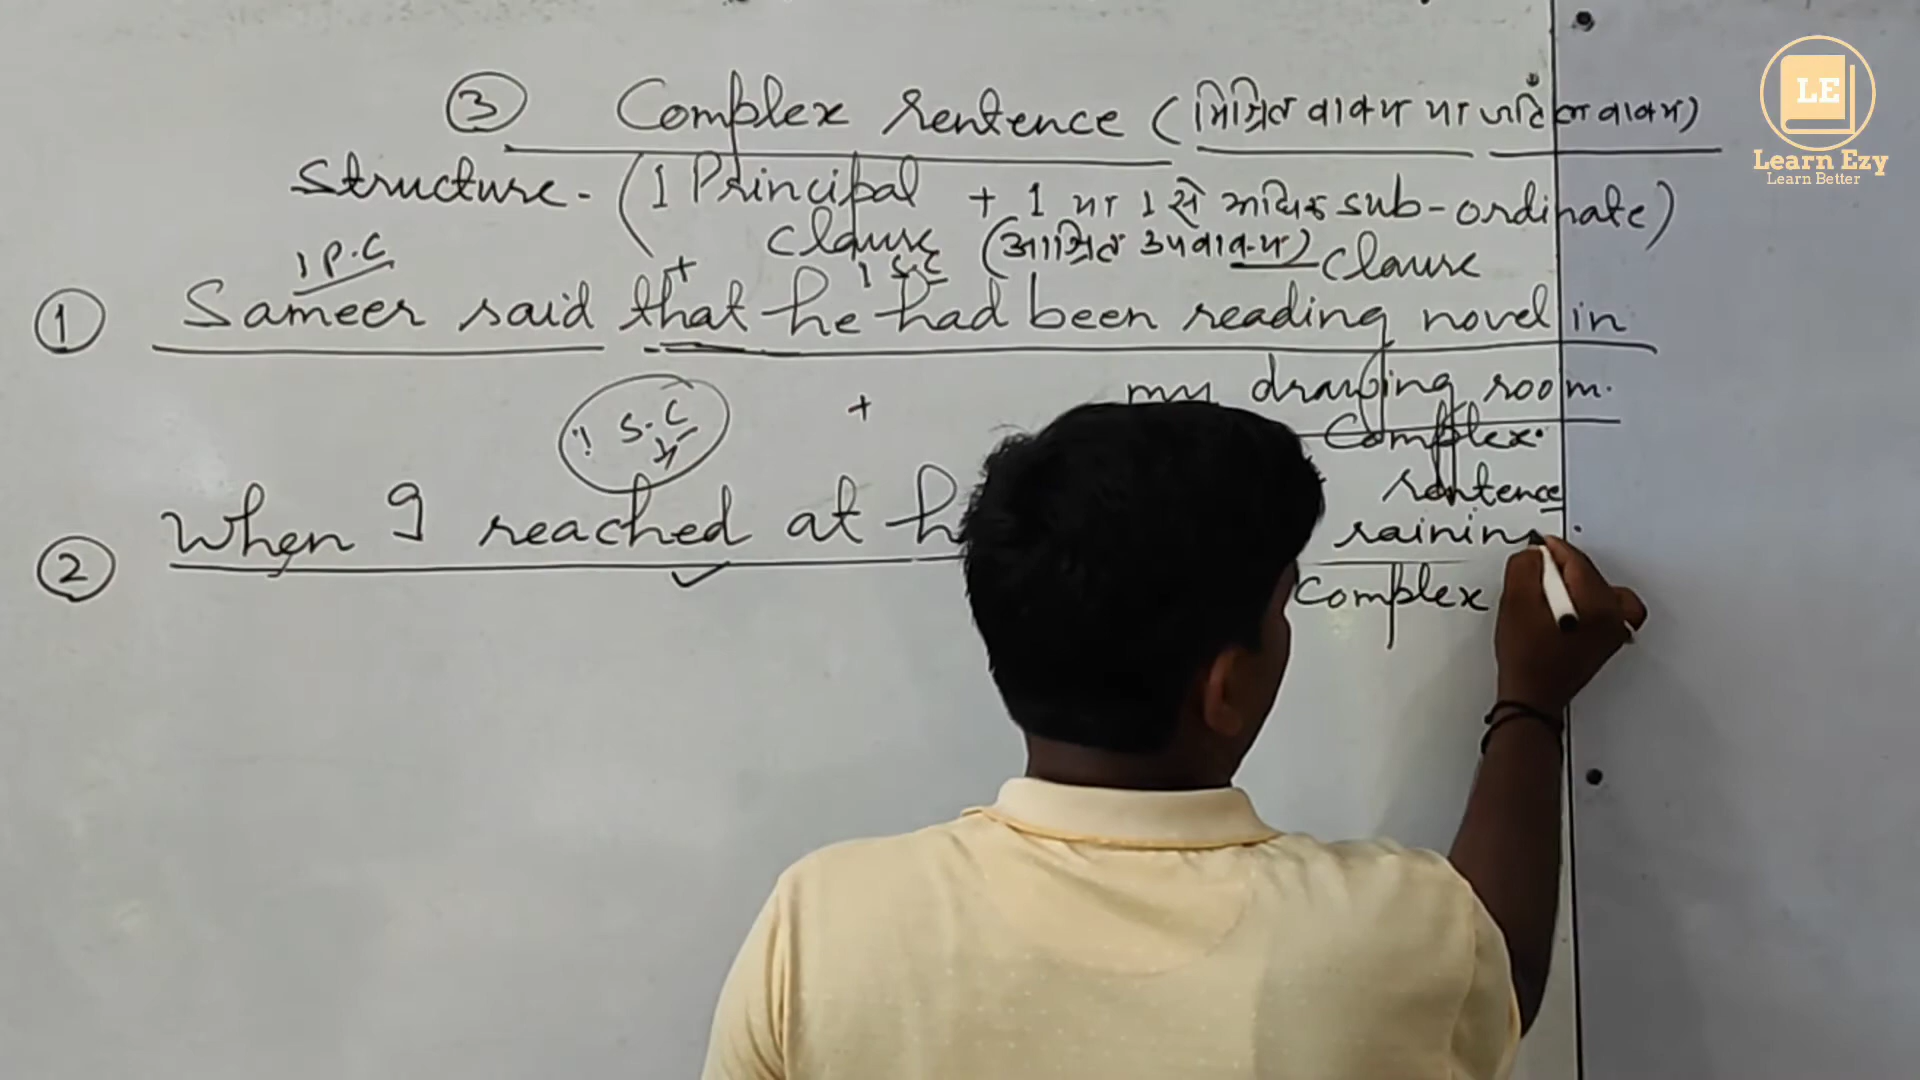 ③ Complex sentence (मिश्रित वाक्य या जटिल वाक्य)
Structure - (1 Principal + 1 या 1 से अधिक sub-ordinate)
Clause (आश्रित उपवाक्य) clause
1 P.C + 1 S.C
① Sameer said that he had been reading novel in
my drawing room.
1 S.C +
Complex
sentence
② When I reached at raining.
Complex
LE
Learn Ezy
Learn Better